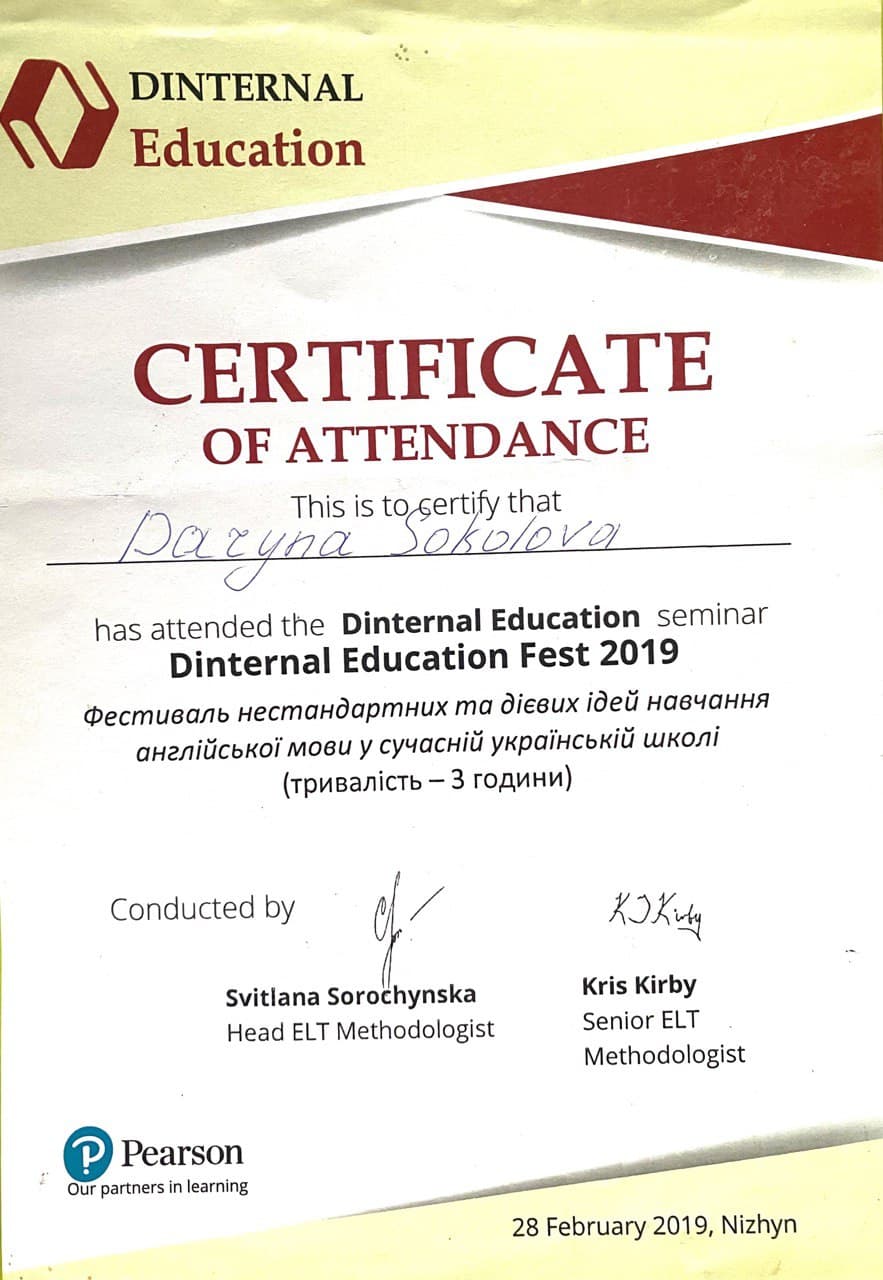 DINTERNAL
Education
CERTIFICATE
OF ATTENDANCE
This is to certify that
Daryna Sokolova
has attended the Dinternal Education seminar
Dinternal Education Fest 2019
Фестиваль нестандартних та дієвих ідей навчання
англійської мови у сучасній українській школі
(тривалість – 3 години)
Conducted by
KJKirby
Svitlana Sorochynska
Head ELT Methodologist
Kris Kirby
Senior ELT
Methodologist
Pearson
Our partners in learning
28 February 2019, Nizhyn